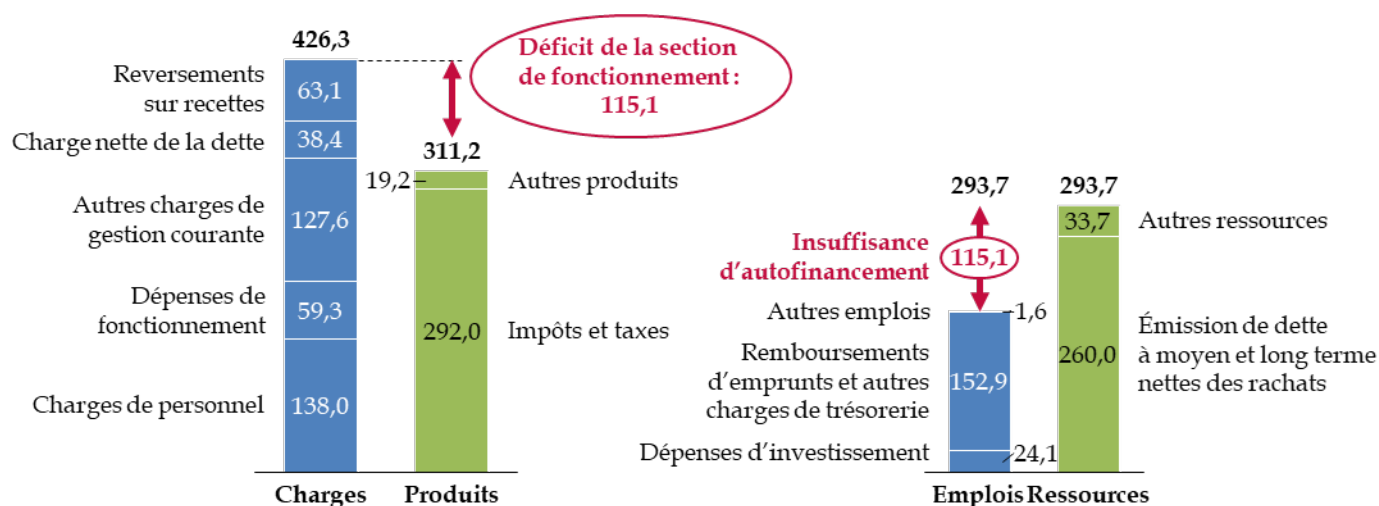 426,3
Déficit de la section
de fonctionnement :
115,1
Reversements
sur recettes
63,1
Charge nette de la dette
38,4
Autres charges de
gestion courante
127,6
Dépenses de
fonctionnement
59,3
Charges de personnel
138,0
311,2
19,2
Autres produits
292,0
Impôts et taxes
Charges
Produits
293,7
293,7
Insuffisance
d'autofinancement
115,1
33,7
Autres ressources
Autres emplois
1,6
Remboursements
d'emprunts et autres
charges de trésorerie
152,9
260,0
Émission de dette
à moyen et long terme
nettes des rachats
Dépenses d'investissement
24,1
Emplois
Ressources